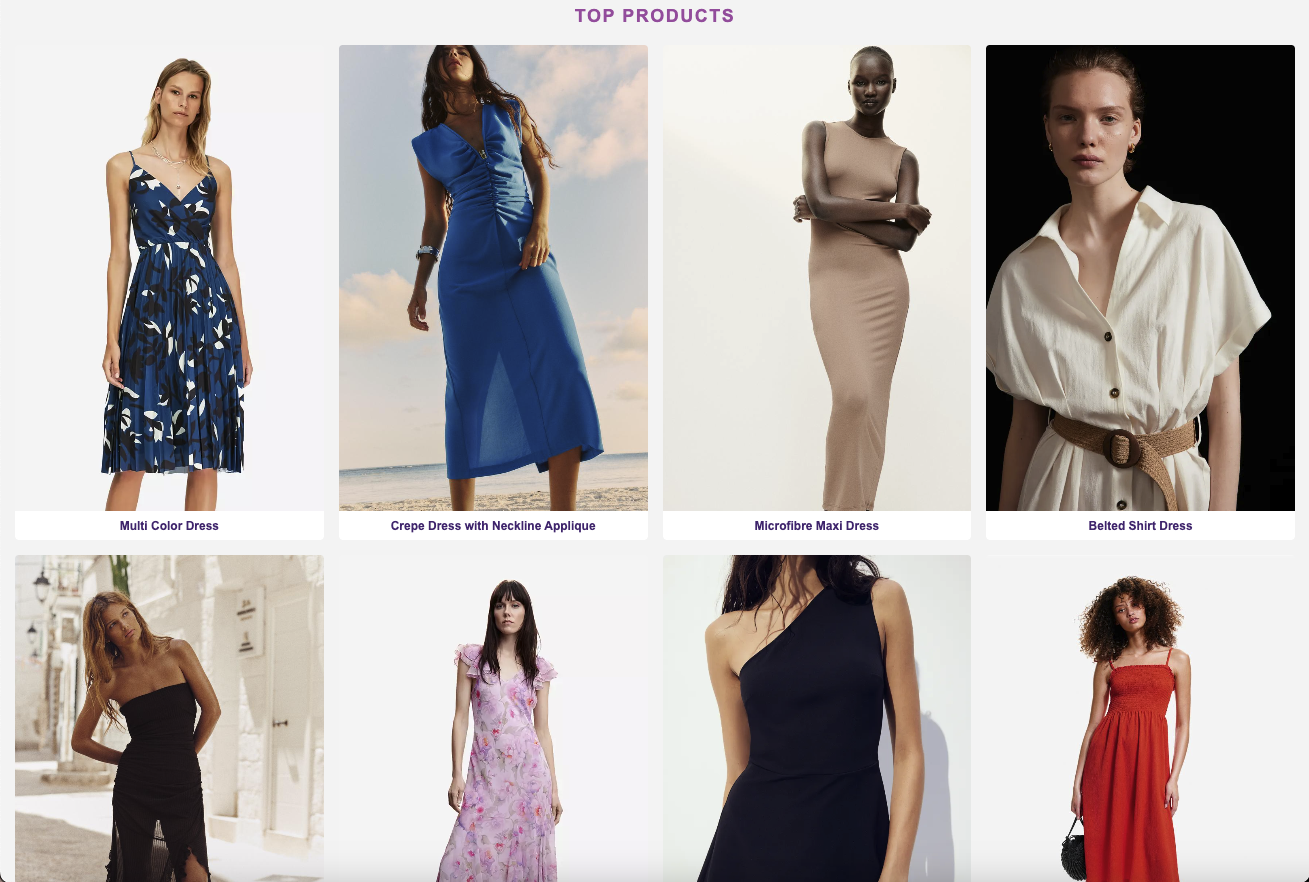 TOP PRODUCTS
Multi Color Dress
Crepe Dress with Neckline Applique
Microfibre Maxi Dress
Belted Shirt Dress